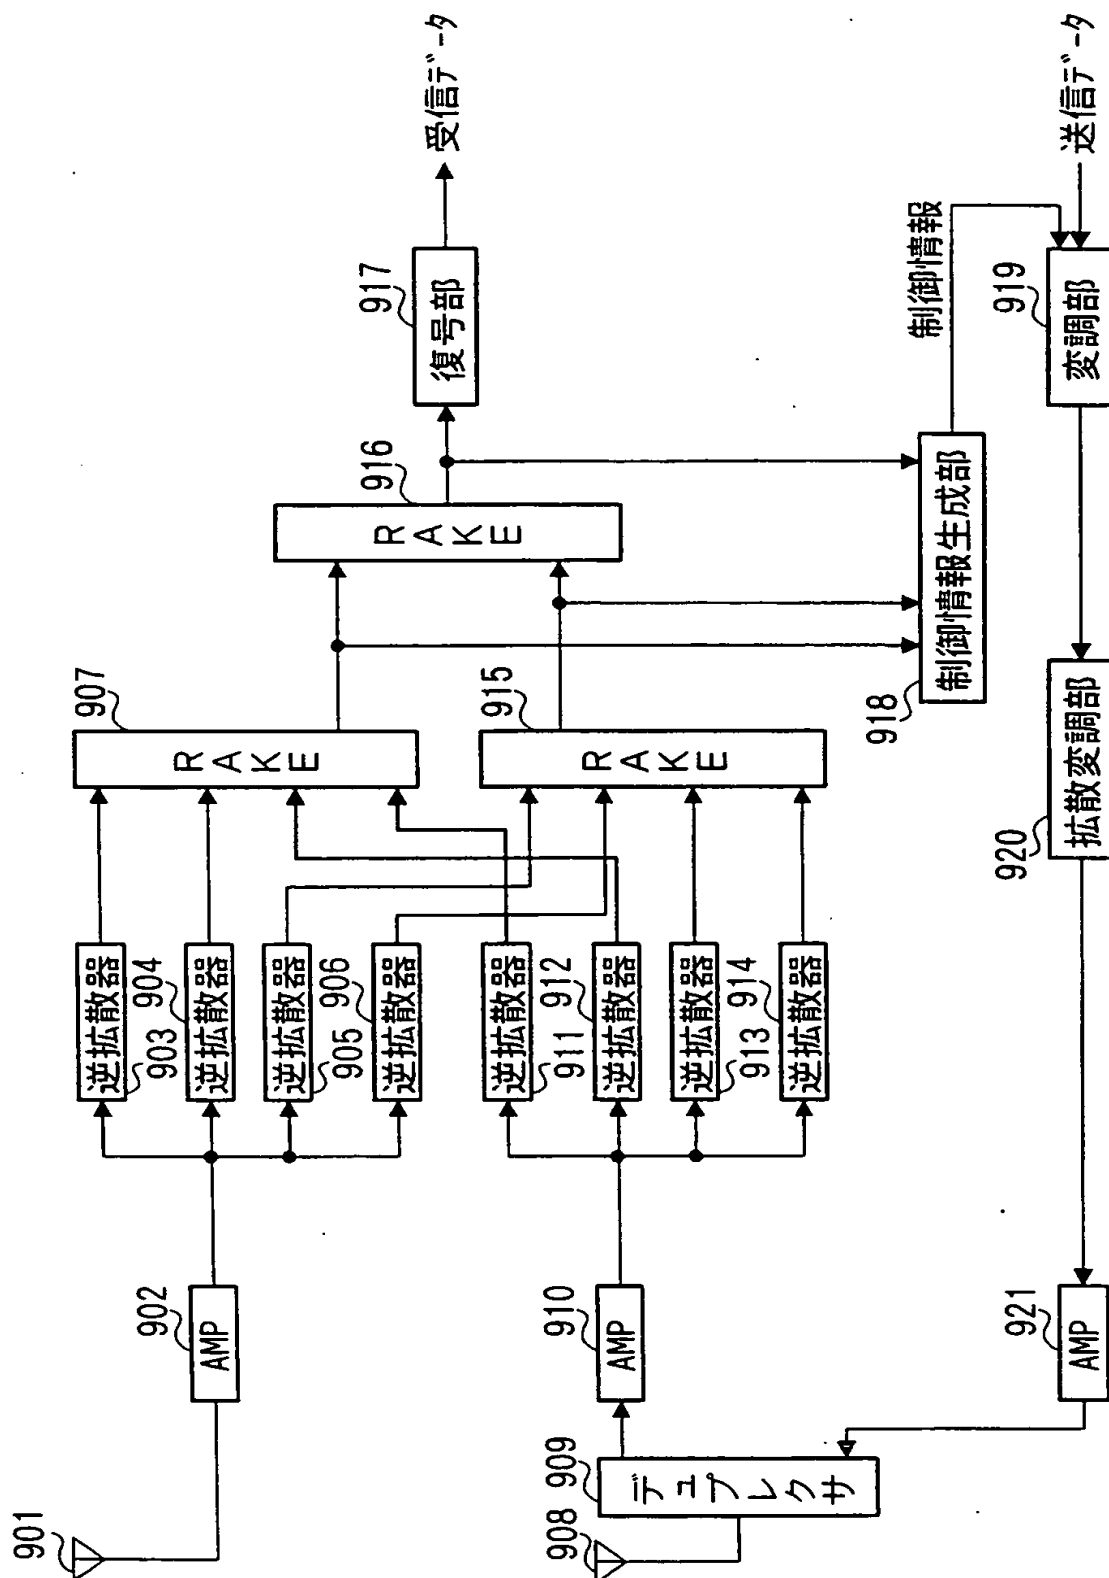 901
902
AMP
903
逆拡散器
904
逆拡散器
905
逆拡散器
906
逆拡散器
907
RAKE
908
909
デュプレクサ
910
AMP
911
逆拡散器
912
逆拡散器
913
逆拡散器
914
逆拡散器
915
RAKE
916
RAKE
917
復号部
受信データ
918
制御情報生成部
制御情報
送信データ
919
変調部
920
拡散変調部
921
AMP